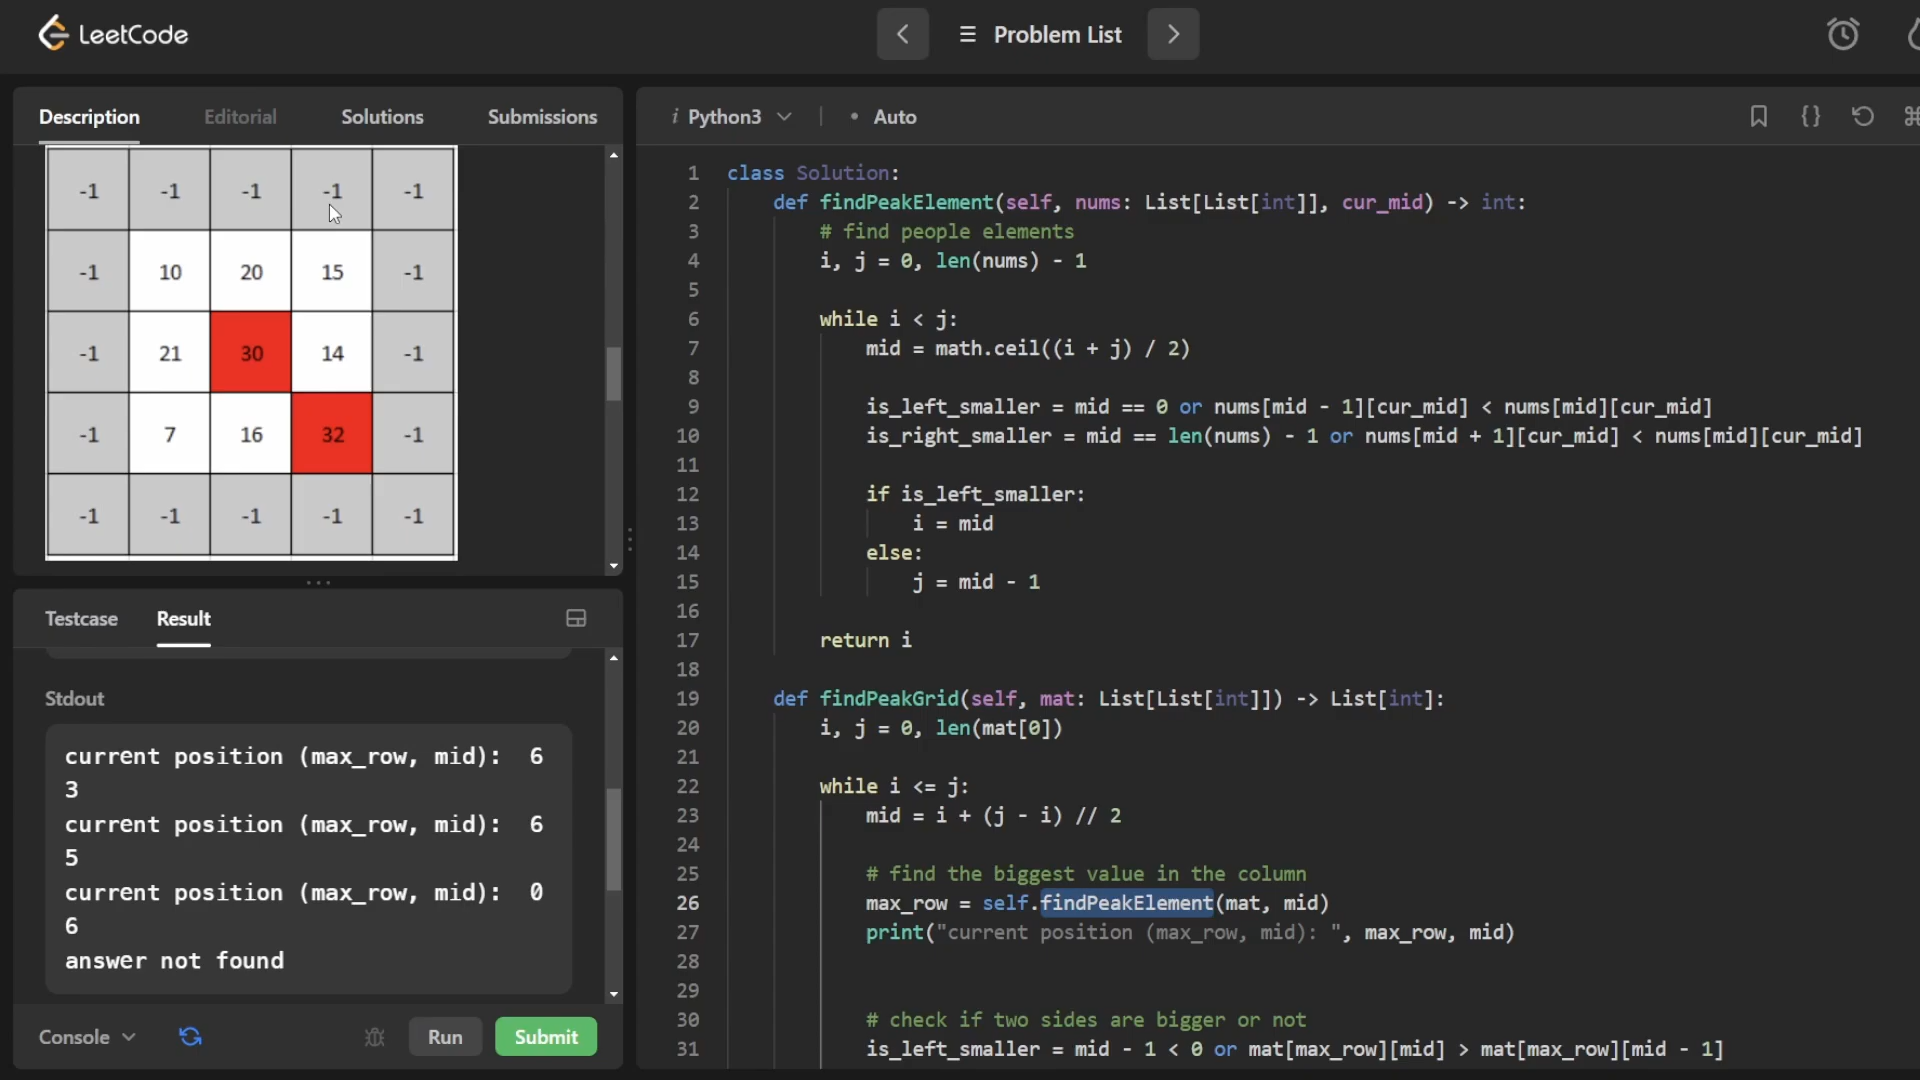 LeetCode
Problem List
Description Editorial Solutions Submissions
-1 -1 -1 -1 -1
-1 10 20 15 -1
-1 21 30 14 -1
-1 7 16 32 -1
-1 -1 -1 -1 -1
Testcase Result
Stdout
current position (max_row, mid): 6
3
current position (max_row, mid): 6
5
current position (max_row, mid): 0
6
answer not found
Console Run Submit
i Python3 • Auto {}
1 class Solution:
2 def findPeakElement(self, nums: List[List[int]], cur_mid) -> int:
3 # find people elements
4 i, j = 0, len(nums) - 1
5
6 while i < j:
7 mid = math.ceil((i + j) / 2)
8
9 is_left_smaller = mid == 0 or nums[mid - 1][cur_mid] < nums[mid][cur_mid]
10 is_right_smaller = mid == len(nums) - 1 or nums[mid + 1][cur_mid] < nums[mid][cur_mid]
11
12 if is_left_smaller:
13 i = mid
14 else:
15 j = mid - 1
16
17 return i
18
19 def findPeakGrid(self, mat: List[List[int]]) -> List[int]:
20 i, j = 0, len(mat[0])
21
22 while i <= j:
23 mid = i + (j - i) // 2
24
25 # find the biggest value in the column
26 max_row = self.findPeakElement(mat, mid)
27 print("current position (max_row, mid): ", max_row, mid)
28
29
30 # check if two sides are bigger or not
31 is_left_smaller = mid - 1 < 0 or mat[max_row][mid] > mat[max_row][mid - 1]